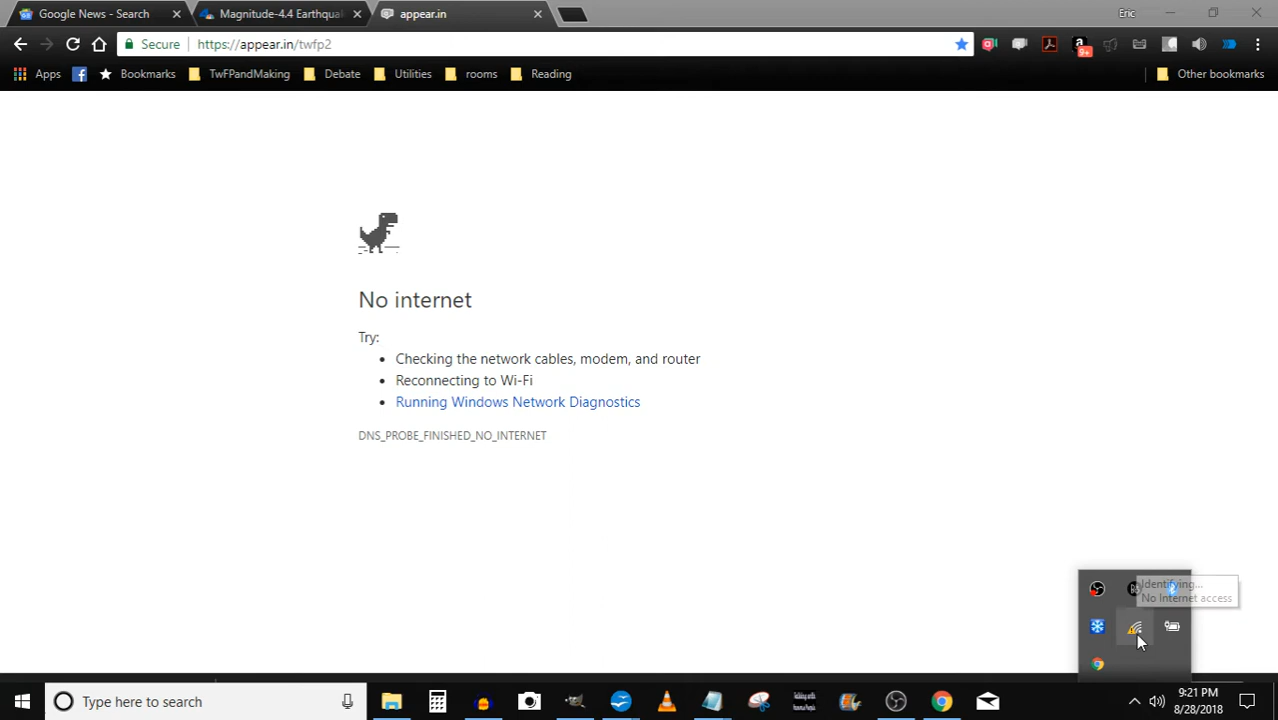 Google News - Search
Magnitude-4.4 Earthqual
appear.in
Eric
Secure
https://appear.in/twfp2
9+
Apps
Bookmarks
TwFPandMaking
Debate
Utilities
rooms
Reading
Other bookmarks
No internet
Try:
Checking the network cables, modem, and router
Reconnecting to Wi-Fi
Running Windows Network Diagnostics
DNS_PROBE_FINISHED_NO_INTERNET
Identifying...
No Internet access
Type here to search
9:21 PM
8/28/2018